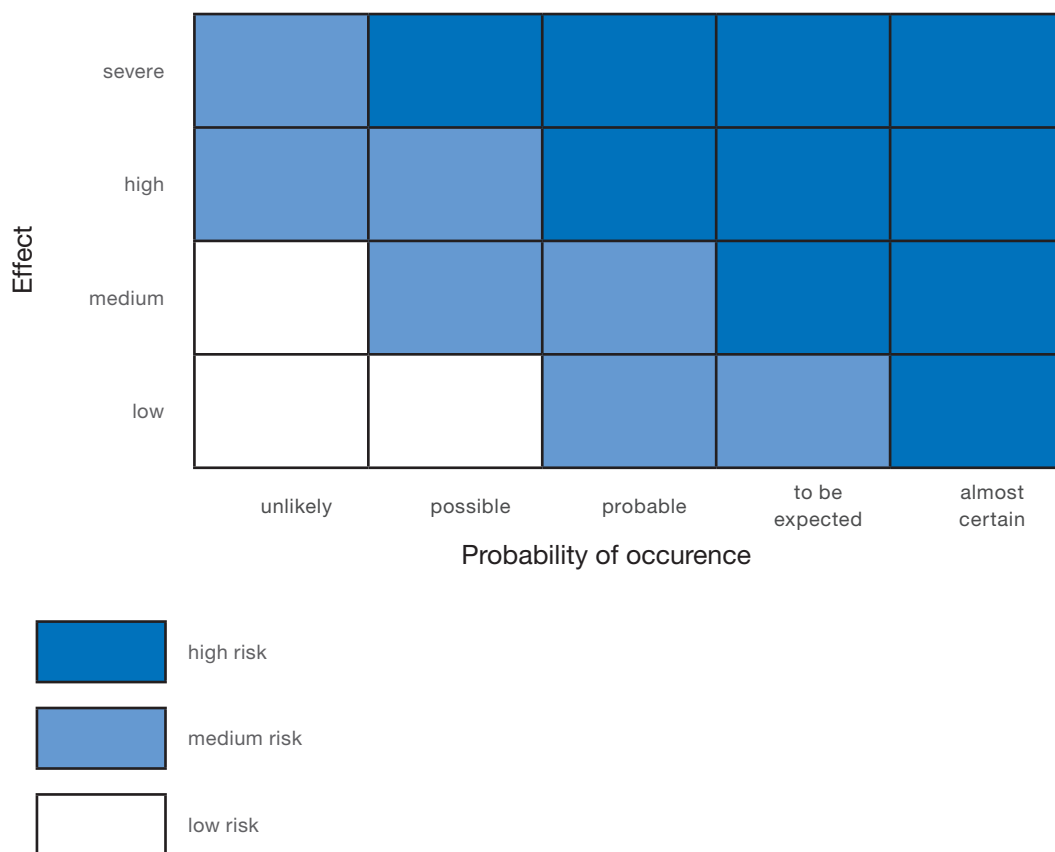 severe
high
Effect
medium
low
unlikely
possible
probable
to be
expected
almost
certain
Probability of occurence
high risk
medium risk
low risk